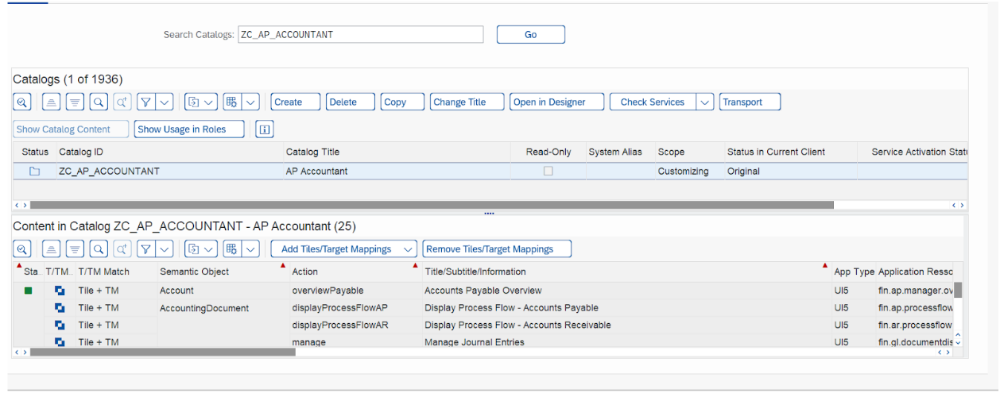 Search Catalogs: ZC_AP_ACCOUNTANT Go
Catalogs (1 of 1936)
Create Delete Copy Change Title Open in Designer Check Services Transport
Show Catalog Content Show Usage in Roles
Status Catalog ID Catalog Title Read-Only System Alias Scope Status in Current Client Service Activation Statu
ZC_AP_ACCOUNTANT AP Accountant Customizing Original
Content in Catalog ZC_AP_ACCOUNTANT - AP Accountant (25)
Add Tiles/Target Mappings Remove Tiles/Target Mappings
Sta.. T/TM.. T/TM Match Semantic Object Action Title/Subtitle/Information App Type Application Resso
Tile + TM Account overviewPayable Accounts Payable Overview UI5 fin.ap.manager.ov
Tile + TM AccountingDocument displayProcessFlowAP Display Process Flow - Accounts Payable UI5 fin.ap.processflow
Tile + TM displayProcessFlowAR Display Process Flow - Accounts Receivable UI5 fin.ar.processflow
Tile + TM manage Manage Journal Entries UI5 fin.gl.documentdis